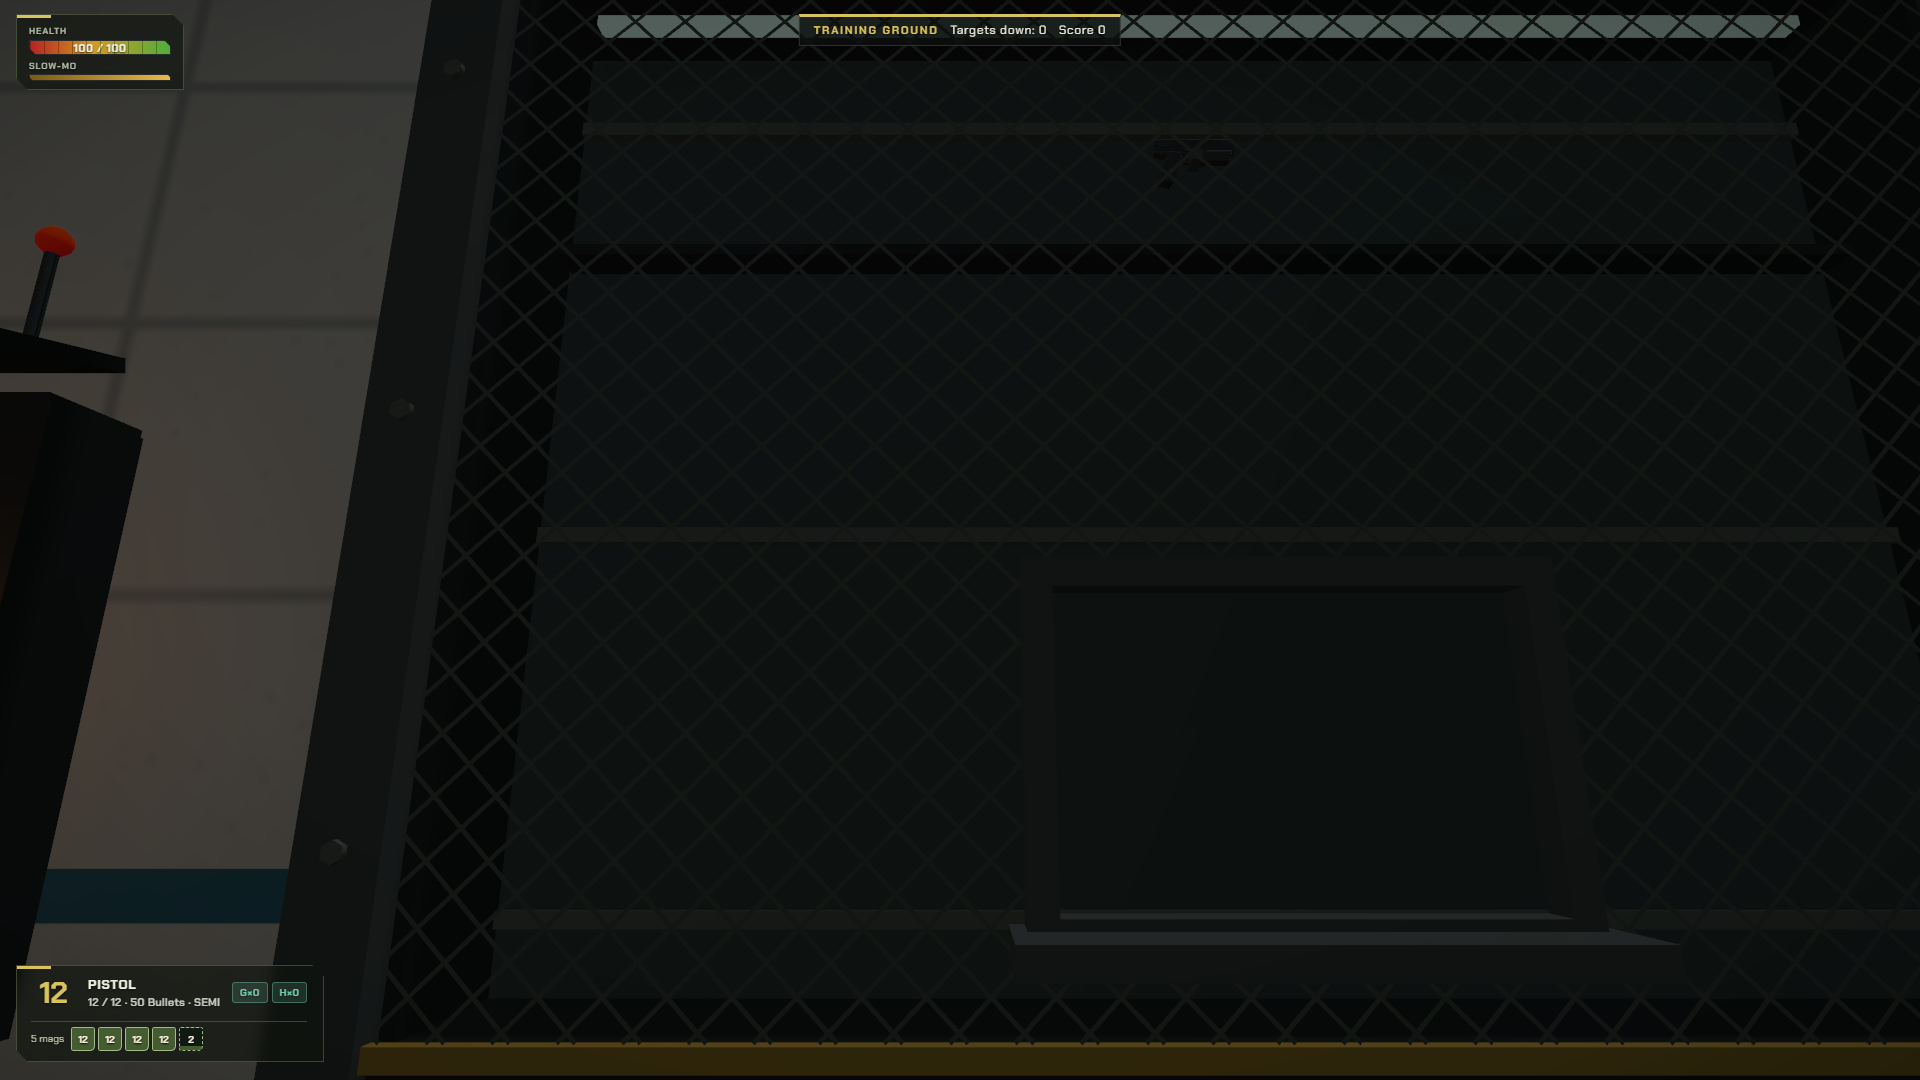 HEALTH
100 / 100
SLOW-MO
TRAINING GROUND Targets down: 0 Score 0
12 PISTOL
12 / 12 · 50 Bullets · SEMI G×0 H×0
5 mags 12 12 12 12 2